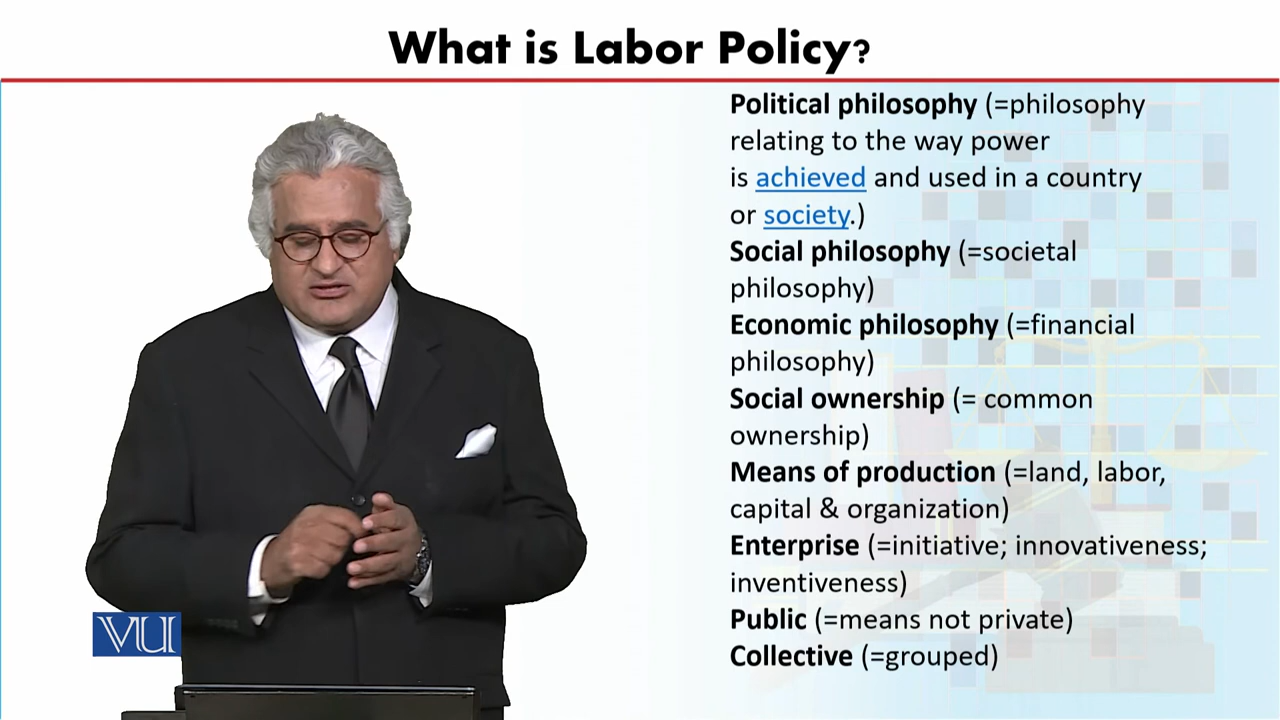 What is Labor Policy?
Political philosophy (=philosophy
relating to the way power
is achieved and used in a country
or society.)
Social philosophy (=societal
philosophy)
Economic philosophy (=financial
philosophy)
Social ownership (= common
ownership)
Means of production (=land, labor,
capital & organization)
Enterprise (=initiative; innovativeness;
inventiveness)
Public (=means not private)
Collective (=grouped)
VU